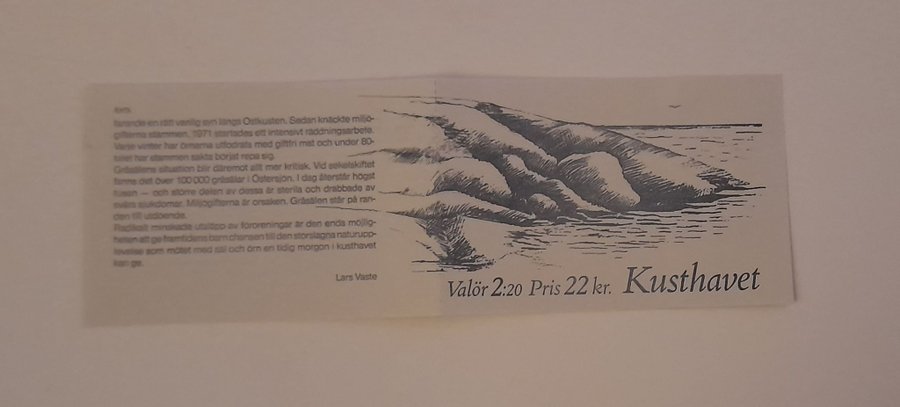 farande en rätt vanlig syn längs Ostkusten. Sedan knäckte miljö-
gifterna stammen. 1971 startades ett intensivt räddningsarbete.
Varje vinter har örnarna utfodrats med giftfri mat och under 80-
talet har stammen sakta börjat repa sig.
Gråsälens situation blir däremot allt mer kritisk. Vid sekelskiftet
fanns det över 100 000 gråsälar i Östersjön. I dag återstår högst
tusen — och större delen av dessa är sterila och drabbade av
svåra sjukdomar. Miljögifterna är orsaken. Gråsälen står på ran-
den till utdöende.
Radikalt minskade utsläpp av föroreningar är den enda möjlig-
heten att ge framtidens barn chansen till den storslagna naturupp-
levelse som mötet med säl och örn en tidig morgon i kusthavet
kan ge.
Lars Vaste
Valör 2:20 Pris 22 kr. Kusthavet